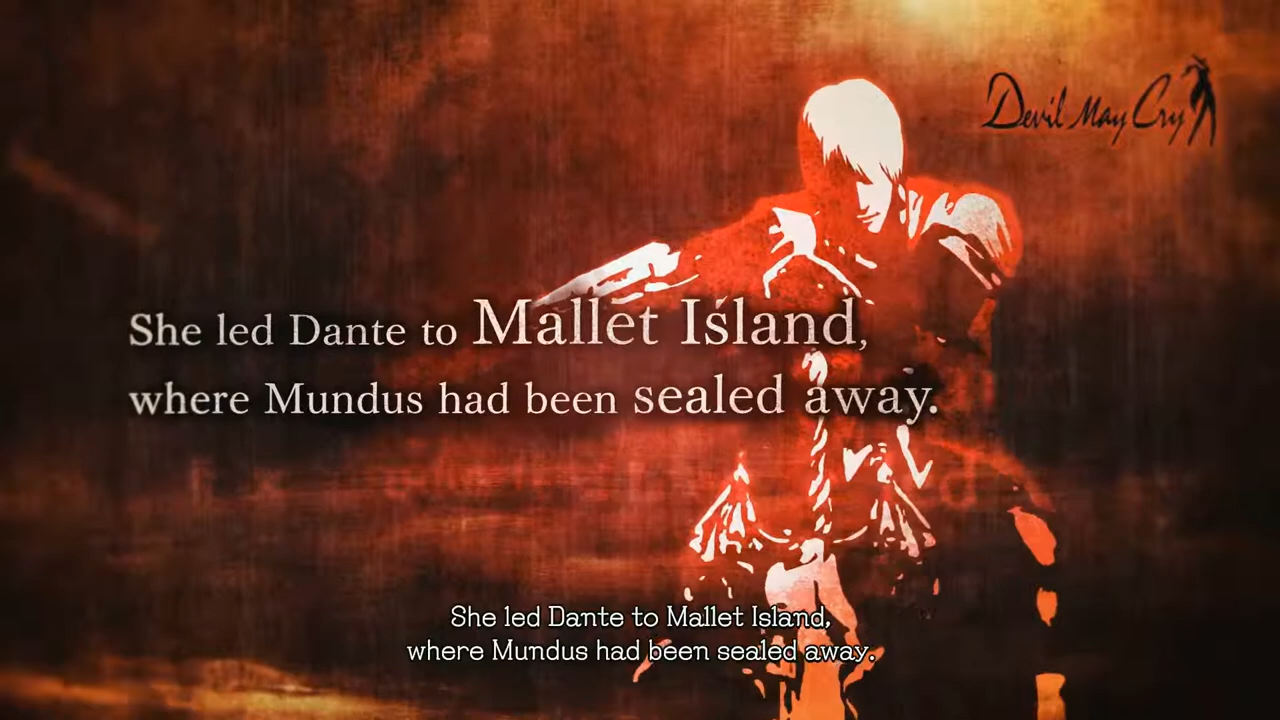 Devil May Cry
She led Dante to Mallet Island,
where Mundus had been sealed away.
She led Dante to Mallet Island,
where Mundus had been sealed away.